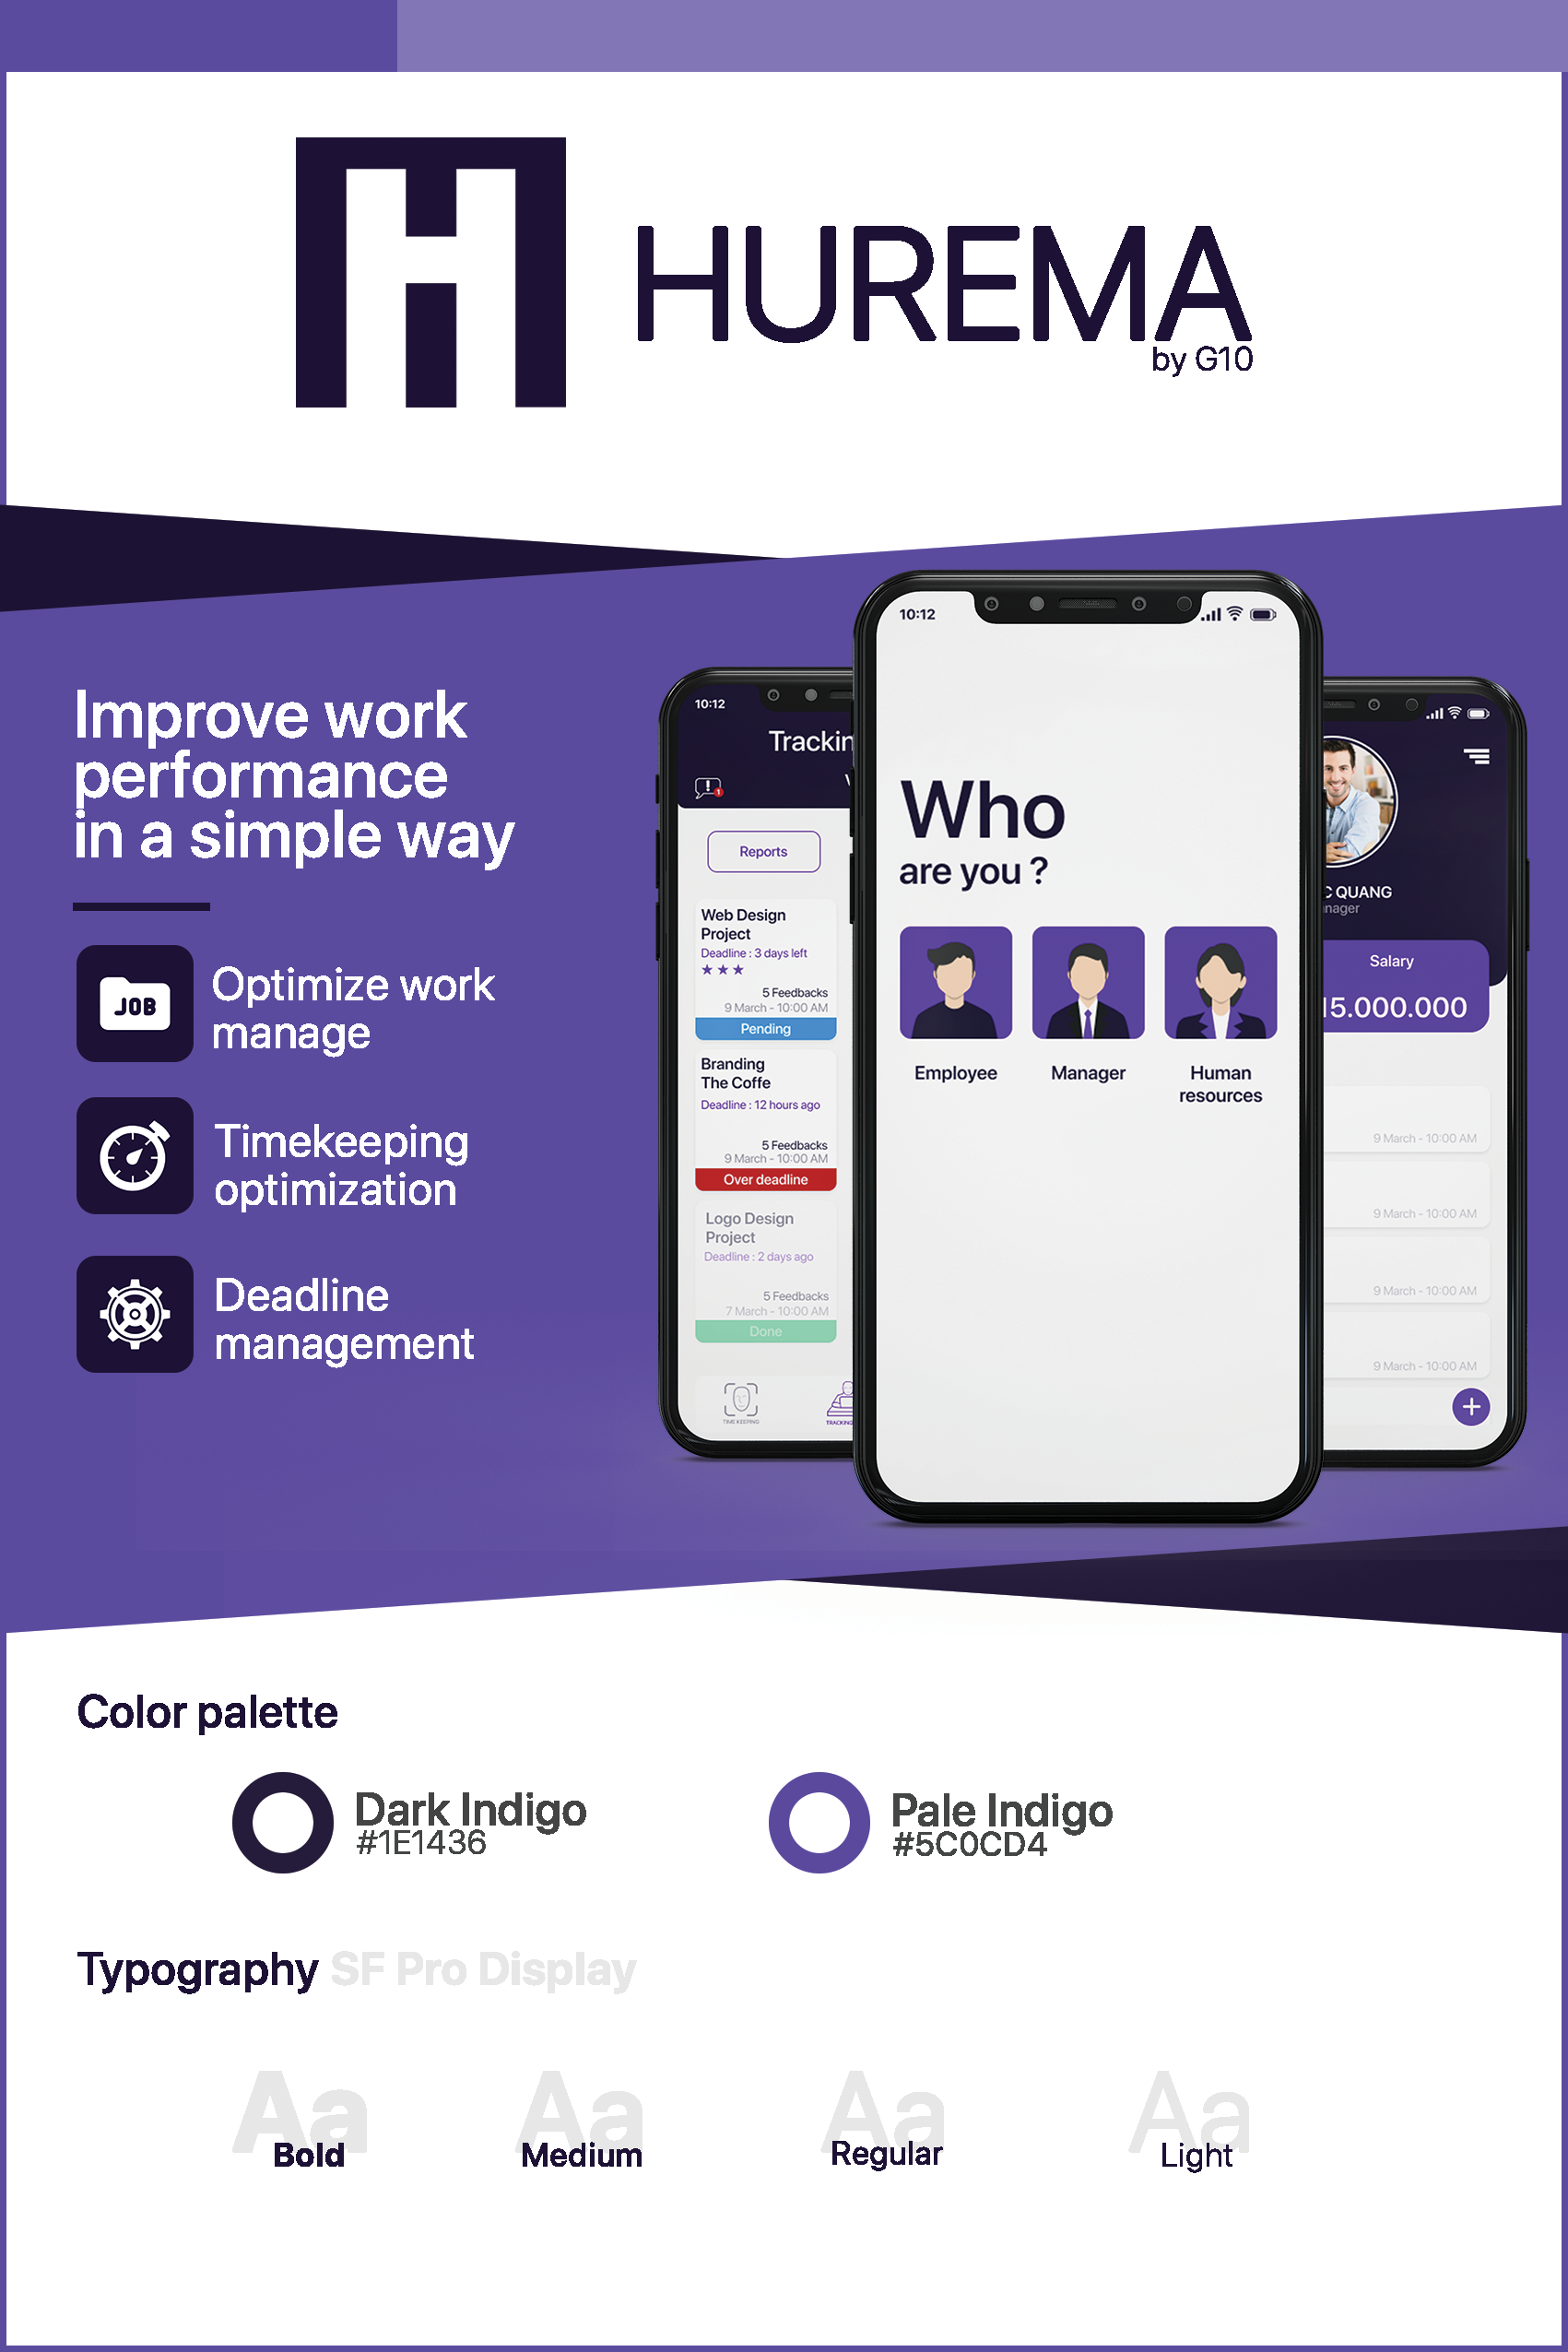 HUREMA
by G10
Improve work
performance
in a simple way
JOB
Optimize work
manage
Timekeeping
optimization
Deadline
management
10:12
1
Reports
Web Design
Project
Deadline : 3 days left
5 Feedbacks
9 March - 10:00 AM
Pending
Branding
The Coffe
Deadline : 12 hours ago
5 Feedbacks
9 March - 10:00 AM
Over deadline
Logo Design
Project
Deadline : 2 days ago
5 Feedbacks
7 March - 10:00 AM
Done
TIME KEEPING
TRACKING
10:12
Who
are you ?
Employee
Manager
Human
resources
QUANG
Salary
15.000.000
9 March - 10:00 AM
9 March - 10:00 AM
9 March - 10:00 AM
9 March - 10:00 AM
Color palette
Dark Indigo
#1E1436
Pale Indigo
#5C0CD4
Typography SF Pro Display
Aa
Bold
Aa
Medium
Aa
Regular
Aa
Light